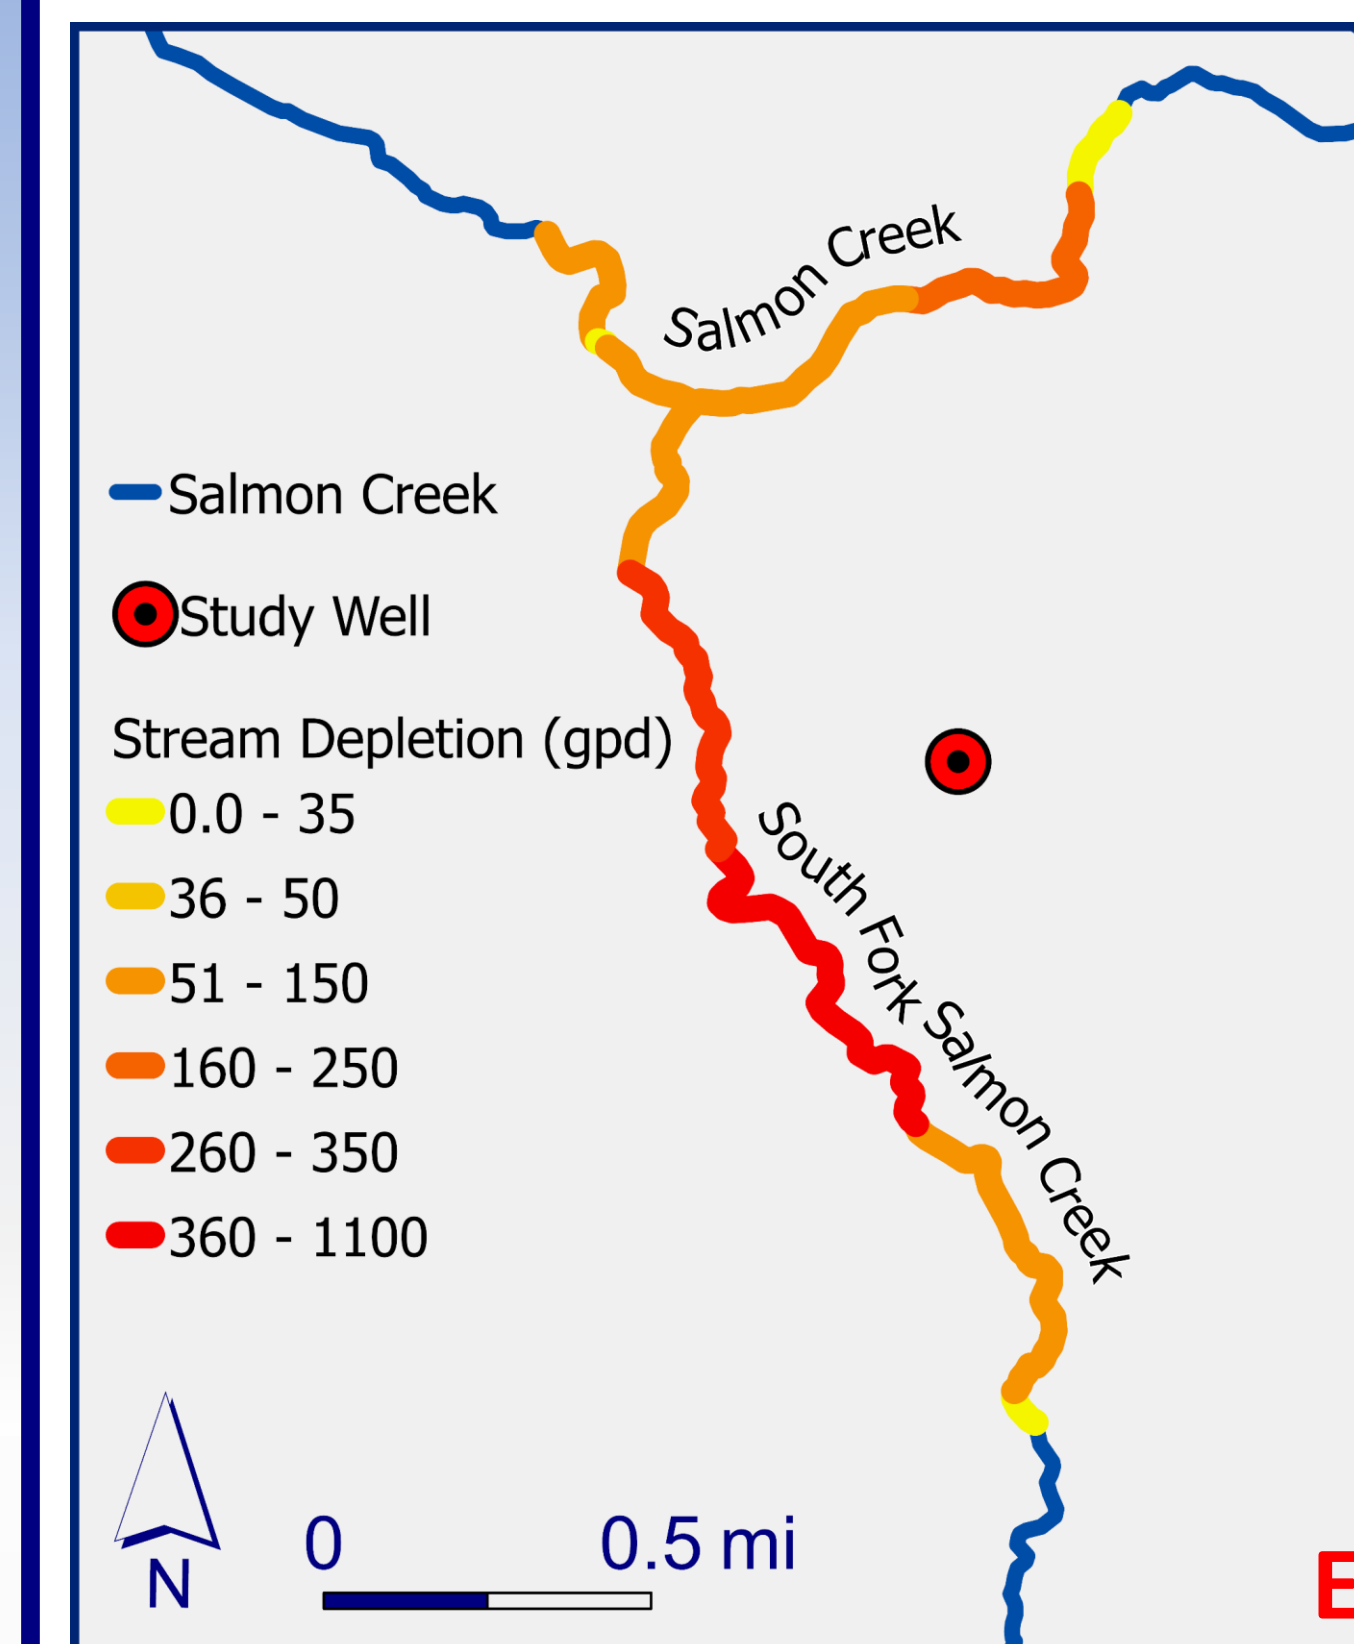 Salmon Creek
Salmon Creek
Study Well
Stream Depletion (gpd)
0.0 - 35
36 - 50
51 - 150
160 - 250
260 - 350
360 - 1100
South Fork Salmon Creek
N
0 0.5 mi
E